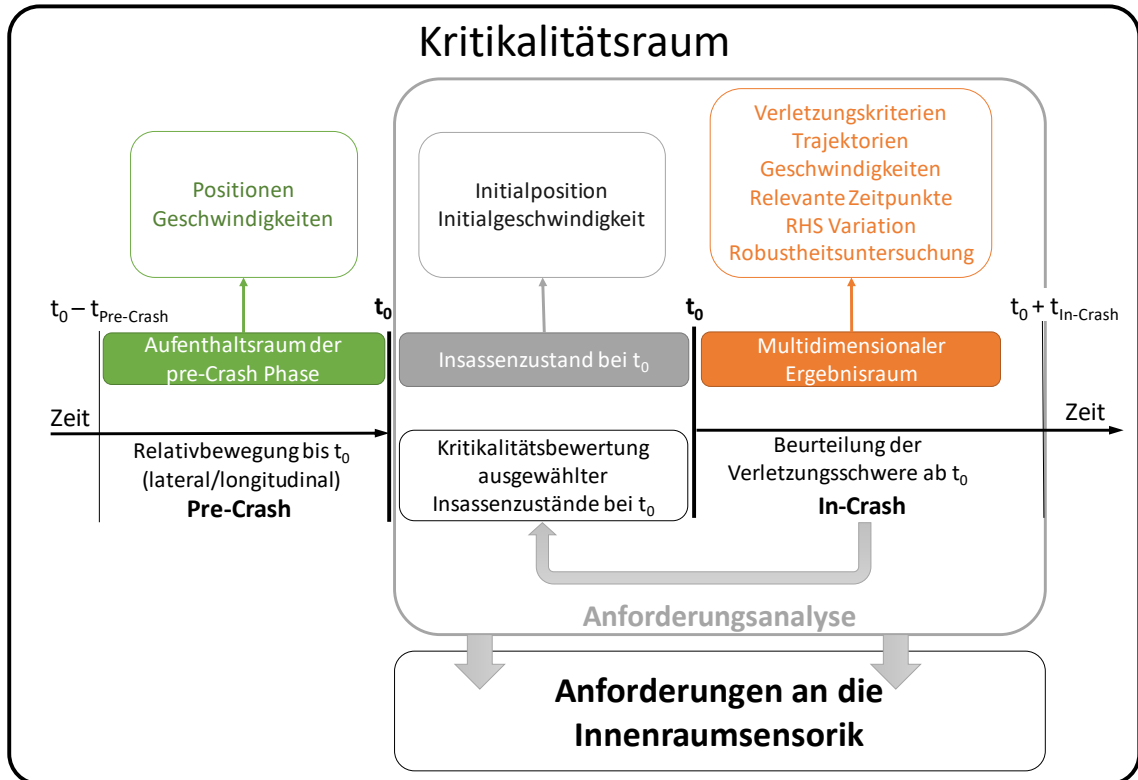 Kritikalitätsraum
Positionen
Geschwindigkeiten
Initialposition
Initialgeschwindigkeit
Verletzungskriterien
Trajektorien
Geschwindigkeiten
Relevante Zeitpunkte
RHS Variation
Robustheitsuntersuchung
t0 – tPre-Crash
t0
t0
t0 + tIn-Crash
Aufenthaltsraum der
pre-Crash Phase
Insassenzustand bei t0
Multidimensionaler
Ergebnisraum
Zeit
Zeit
Relativbewegung bis t0
(lateral/longitudinal)
Pre-Crash
Kritikalitätsbewertung
ausgewählter
Insassenzustände bei t0
Beurteilung der
Verletzungsschwere ab t0
In-Crash
Anforderungsanalyse
Anforderungen an die
Innenraumsensorik